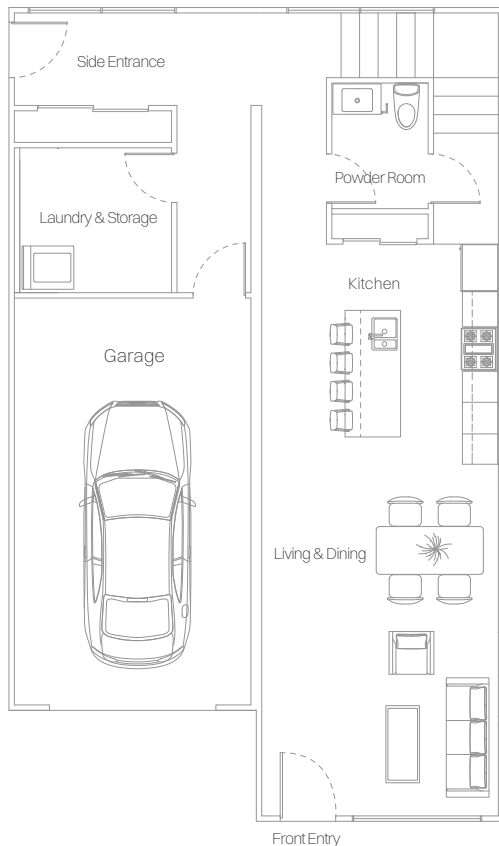 Side Entrance
Powder Room
Laundry & Storage
Kitchen
Garage
Living & Dining
Front Entry